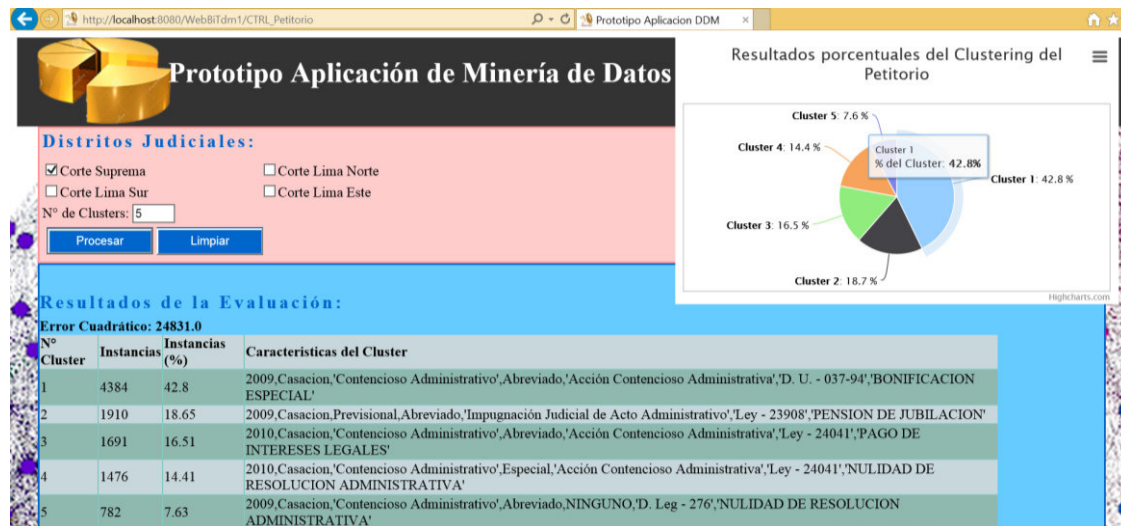 http://localhost:8080/Web8iTdm1/CTRL_Petitorio
Prototipo Aplicacion DDM
Prototipo Aplicación de Minería de Datos
Resultados porcentuales del Clustering del
Petitorio
Cluster 5: 7.6 %
Cluster 4: 14.4 %
Cluster 1
% del Cluster: 42.8%
Cluster 1: 42.8 %
Cluster 3: 16.5 %
Cluster 2: 18.7 %
Highcharts.com
Distritos Judiciales:
Corte Suprema
Corte Lima Norte
Corte Lima Sur
Corte Lima Este
N° de Clusters: 5
Procesar
Limpiar
Resultados de la Evaluación:
Error Cuadrático: 24831.0
N° Cluster Instancias Instancias (%) Caracteristicas del Cluster
1 4384 42.8 2009,Casacion,'Contencioso Administrativo',Abreviado,'Acción Contencioso Administrativa','D. U. - 037-94','BONIFICACION
ESPECIAL'
2 1910 18.65 2009,Casacion,Previsional,Abreviado,'Impugnación Judicial de Acto Administrativo','Ley - 23908','PENSION DE JUBILACION'
3 1691 16.51 2010,Casacion,'Contencioso Administrativo',Abreviado,'Acción Contencioso Administrativa','Ley - 24041','PAGO DE
INTERESES LEGALES'
4 1476 14.41 2010,Casacion,'Contencioso Administrativo',Especial,'Acción Contencioso Administrativa','Ley - 24041','NULIDAD DE
RESOLUCION ADMINISTRATIVA'
5 782 7.63 2009,Casacion,'Contencioso Administrativo',Abreviado,NINGUNO,'D. Leg - 276','NULIDAD DE RESOLUCION
ADMINISTRATIVA'